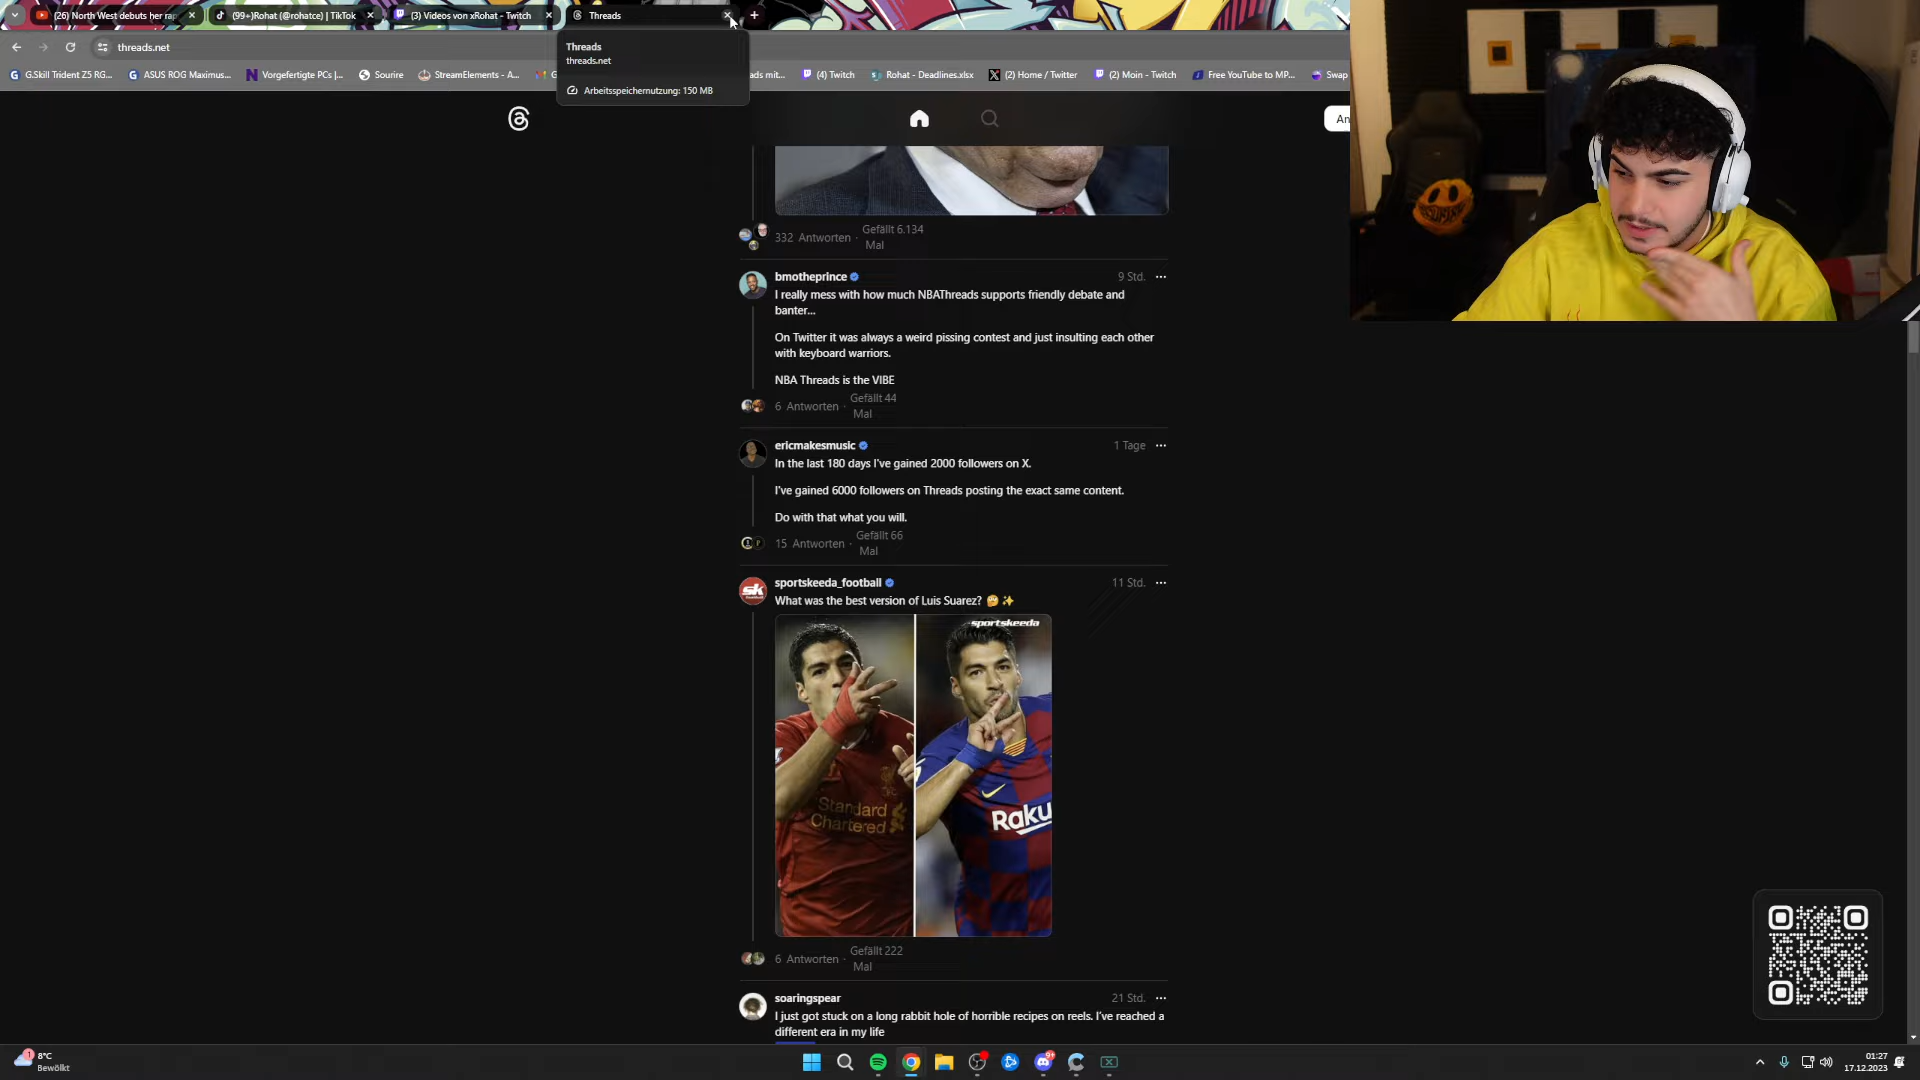 (26) North West debuts her rap
(99+)Rohat (@rohatce) | TikTok
(3) Videos von xRohat - Twitch
Threads
threads.net
Threads
threads.net
Arbeitsspeichernutzung: 150 MB
G.Skill Trident Z5 RG...
ASUS ROG Maximus...
Vorgefertigte PCs |...
Sourire
StreamElements - A...
ads mit...
(4) Twitch
Rohat - Deadlines.xlsx
(2) Home / Twitter
(2) Moin - Twitch
Free YouTube to MP...
Swap
An
332 Antworten · Gefällt 6.134 Mal
bmotheprince
9 Std.
I really mess with how much NBAThreads supports friendly debate and
banter...
On Twitter it was always a weird pissing contest and just insulting each other
with keyboard warriors.
NBA Threads is the VIBE
6 Antworten · Gefällt 44 Mal
ericmakesmusic
1 Tage
In the last 180 days I've gained 2000 followers on X.
I've gained 6000 followers on Threads posting the exact same content.
Do with that what you will.
15 Antworten · Gefällt 66 Mal
sportskeeda_football
11 Std.
What was the best version of Luis Suarez? 🤔✨
sk
sportskeeda
Standard
Chartered
Raku
6 Antworten · Gefällt 222 Mal
soaringspear
21 Std.
I just got stuck on a long rabbit hole of horrible recipes on reels. I've reached a
different era in my life
1
8°C
Bewölkt
9+
01:27
17.12.2023